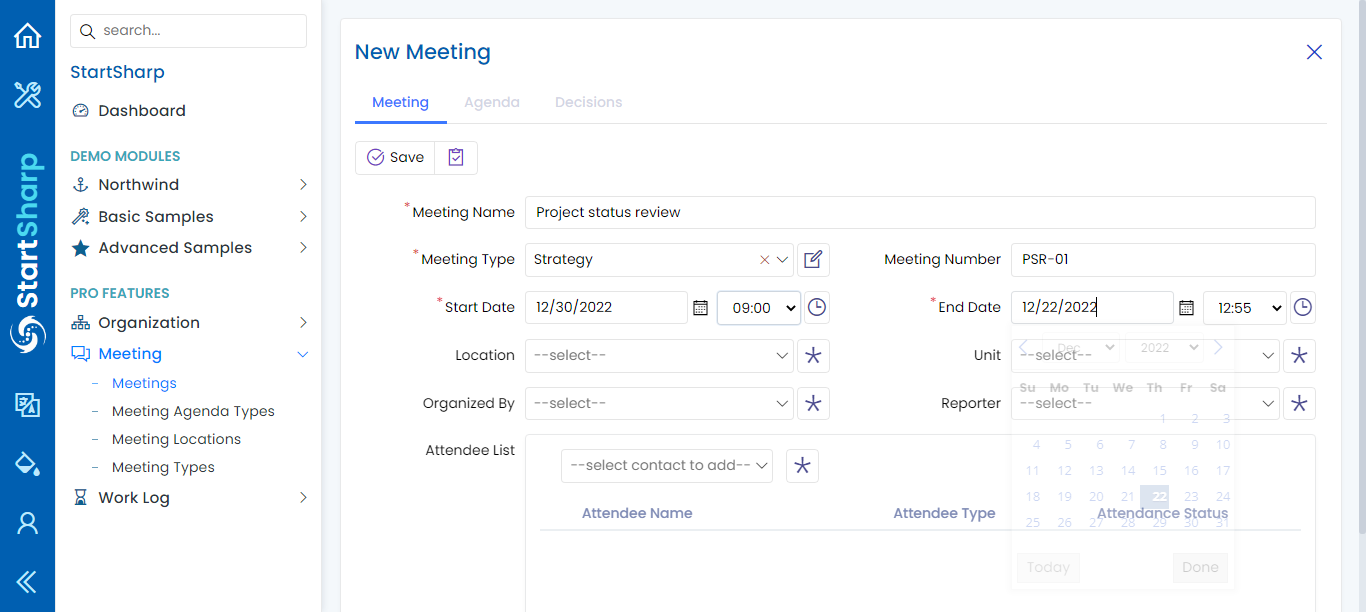 search...
StartSharp
Dashboard
DEMO MODULES
Northwind
Basic Samples
Advanced Samples
PRO FEATURES
Organization
Meeting
– Meetings
– Meeting Agenda Types
– Meeting Locations
– Meeting Types
Work Log
StartSharp
New Meeting
Meeting Agenda Decisions
Save
*Meeting Name Project status review
*Meeting Type Strategy Meeting Number PSR-01
*Start Date 12/30/2022 09:00 *End Date 12/22/2022 12:55
Location --select-- Unit --select--
Dec 2022
Organized By --select-- Reporter --select--
Su Mo Tu We Th Fr Sa
1 2 3
Attendee List
4 5 6 7 8 9 10
--select contact to add--
11 12 13 14 15 16 17
18 19 20 21 22 23 24
Attendee Name Attendee Type Attendance Status
25 26 27 28 29 30 31
Today Done